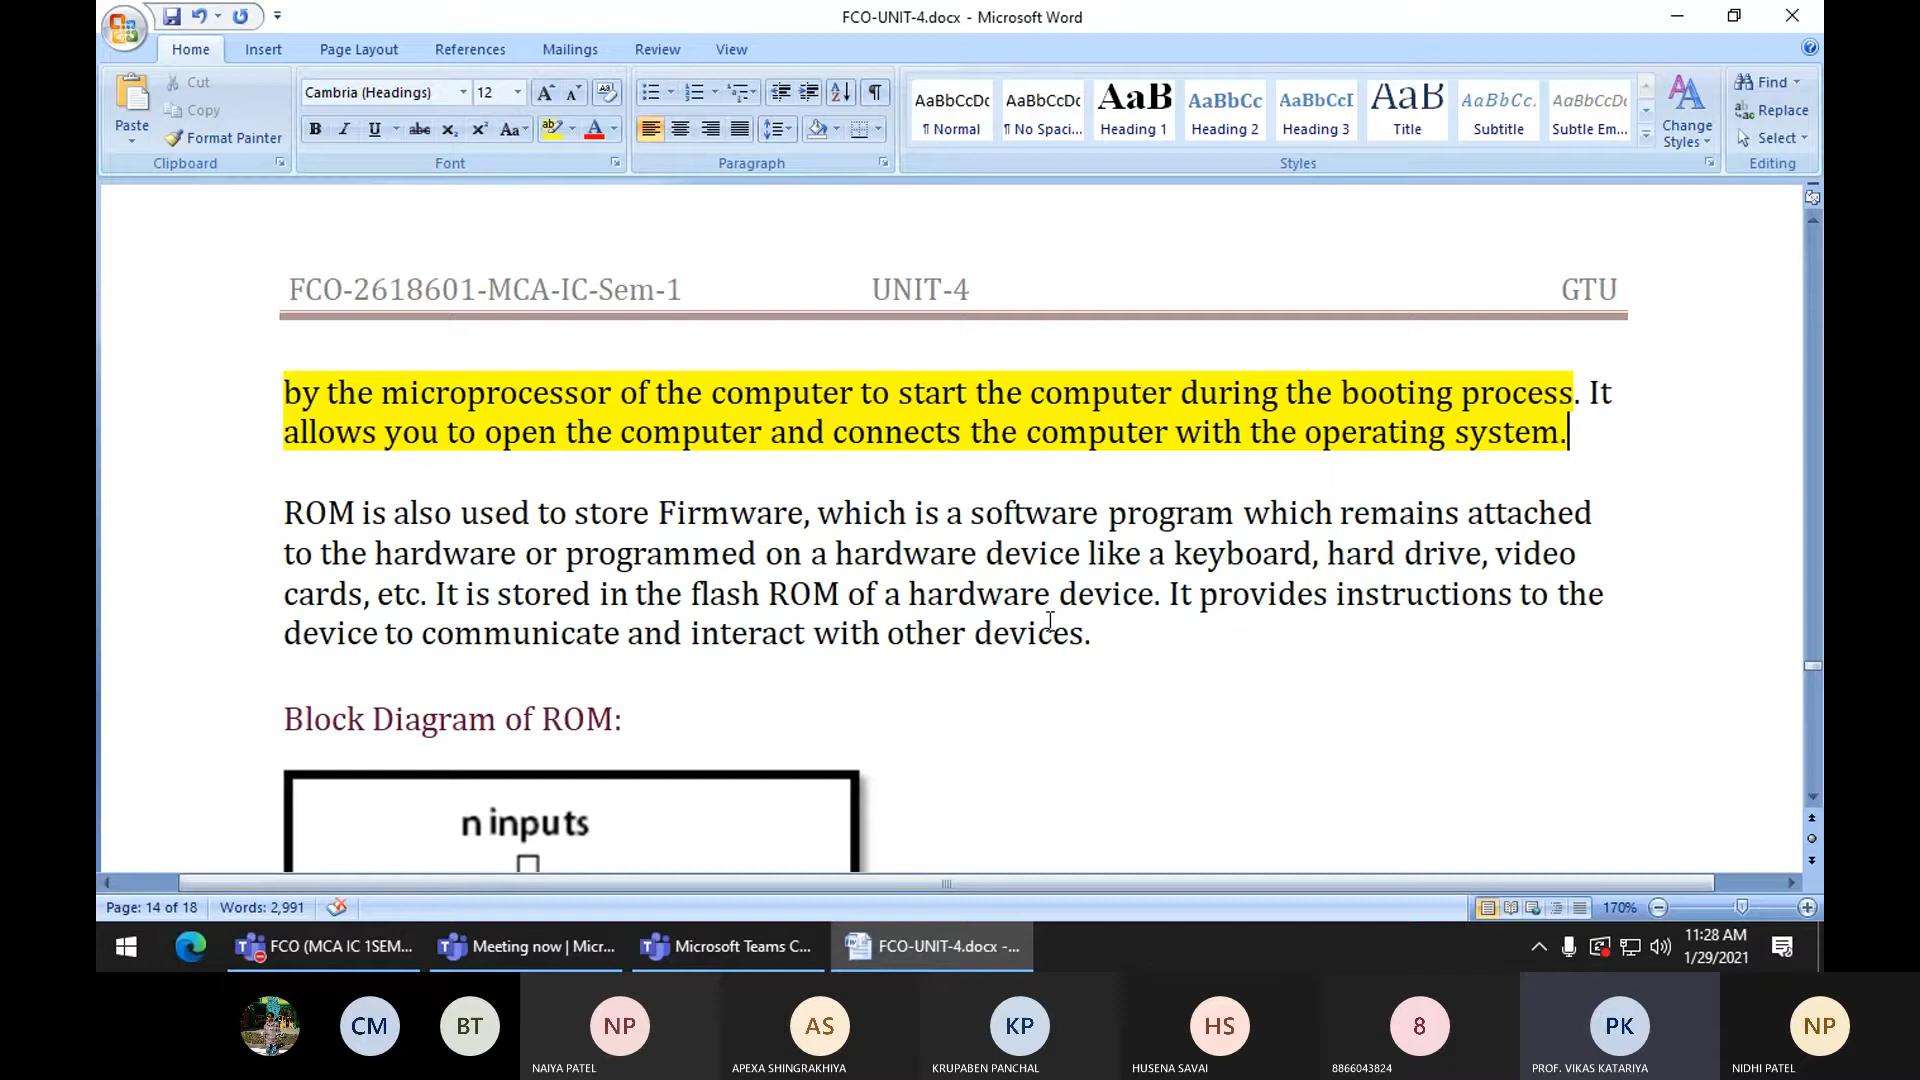 FCO-UNIT-4.docx - Microsoft Word
Home Insert Page Layout References Mailings Review View
Paste
Cut
Copy
Format Painter
Clipboard
Cambria (Headings) 12
Font
Paragraph
AaBbCcDc AaBbCcDc AaB AaBbCc AaBbCcI AaB AaBbCc. AaBbCcDc
¶ Normal ¶ No Spaci... Heading 1 Heading 2 Heading 3 Title Subtitle Subtle Em...
Change
Styles
Styles
Find
Replace
Select
Editing
FCO-2618601-MCA-IC-Sem-1 UNIT-4 GTU
by the microprocessor of the computer to start the computer during the booting process. It
allows you to open the computer and connects the computer with the operating system.
ROM is also used to store Firmware, which is a software program which remains attached
to the hardware or programmed on a hardware device like a keyboard, hard drive, video
cards, etc. It is stored in the flash ROM of a hardware device. It provides instructions to the
device to communicate and interact with other devices.
Block Diagram of ROM:
n inputs
Page: 14 of 18 Words: 2,991 170%
FCO (MCA IC 1SEM... Meeting now | Micr... Microsoft Teams C... FCO-UNIT-4.docx -...
11:28 AM
1/29/2021
CM BT NP AS KP HS 8 PK NP
NAIYA PATEL APEXA SHINGRAKHIYA KRUPABEN PANCHAL HUSENA SAVAI 8866043824 PROF. VIKAS KATARIYA NIDHI PATEL